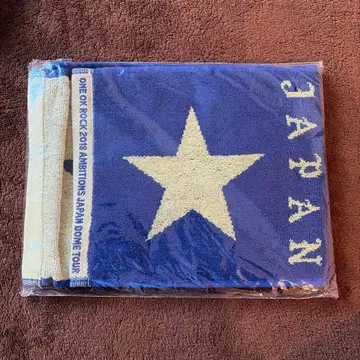 ONE OK ROCK 2018 AMBITIONS JAPAN DOME TOUR
JAPAN